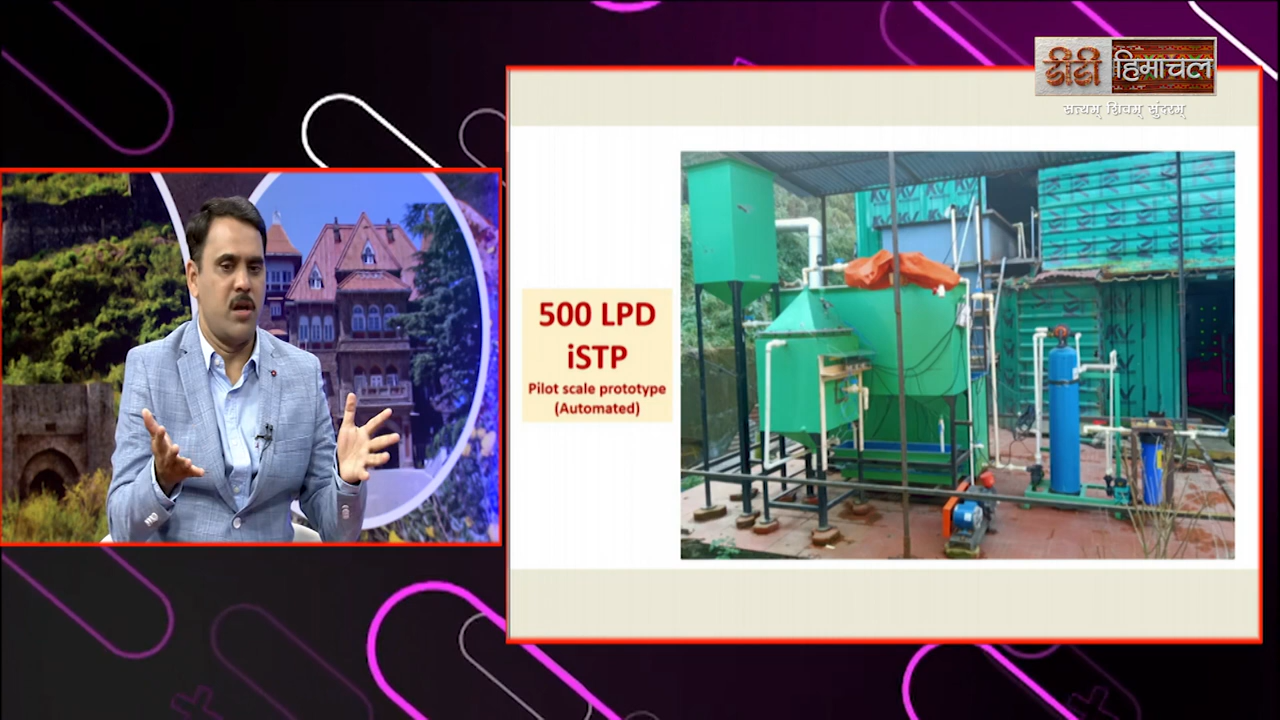 डीडी हिमाचल
सत्यम् शिवम् सुंदरम्
500 LPD
iSTP
Pilot scale prototype
(Automated)